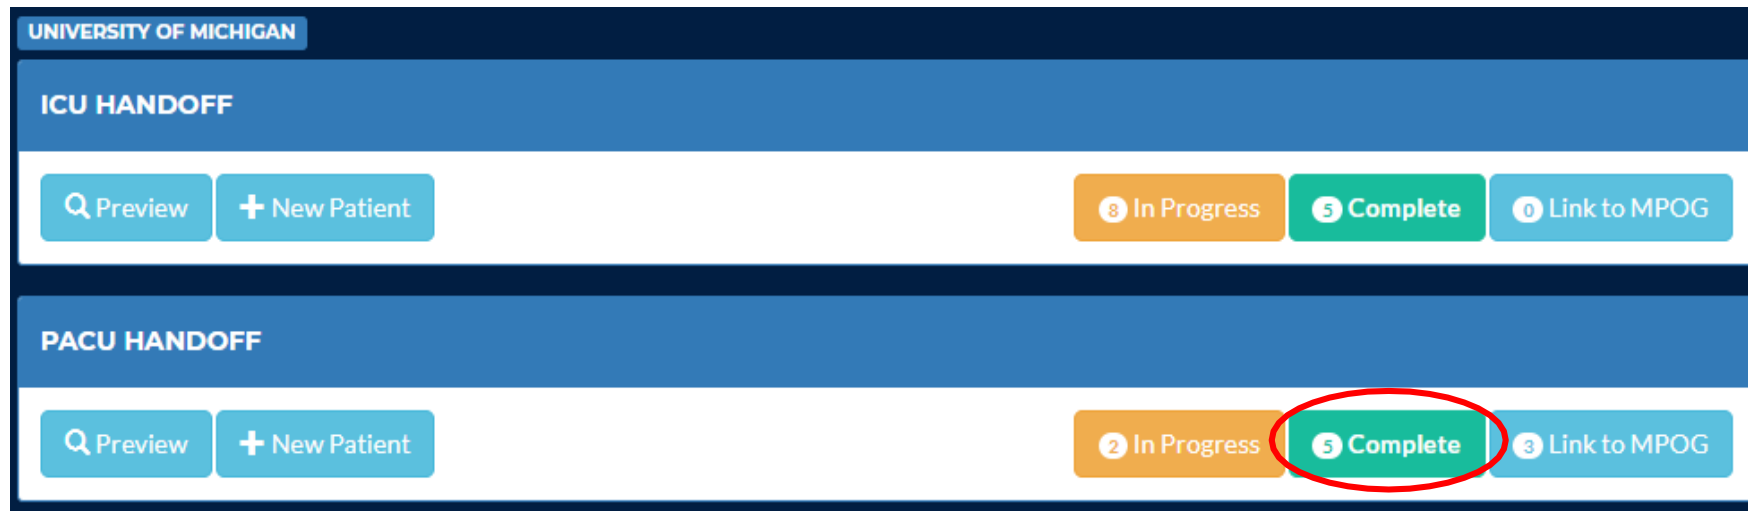 UNIVERSITY OF MICHIGAN
ICU HANDOFF
Preview New Patient 8 In Progress 5 Complete 0 Link to MPOG
PACU HANDOFF
Preview New Patient 2 In Progress 5 Complete 3 Link to MPOG